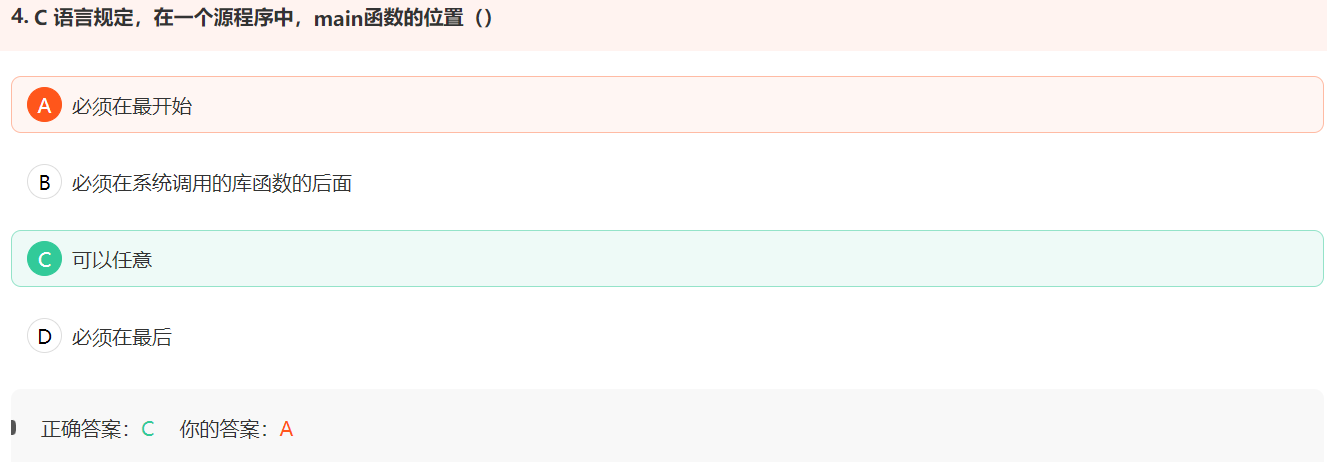 4. C 语言规定，在一个源程序中，main函数的位置（）
A 必须在最开始
B 必须在系统调用的库函数的后面
C 可以任意
D 必须在最后
正确答案：C 你的答案：A